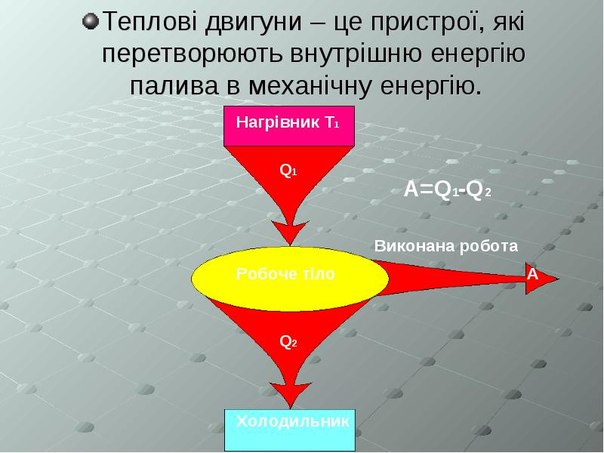 Теплові двигуни – це пристрої, які
перетворюють внутрішню енергію
палива в механічну енергію.
Нагрівник T₁
Q₁
A=Q₁-Q₂
Виконана робота
Робоче тіло
A
Q₂
Холодильник